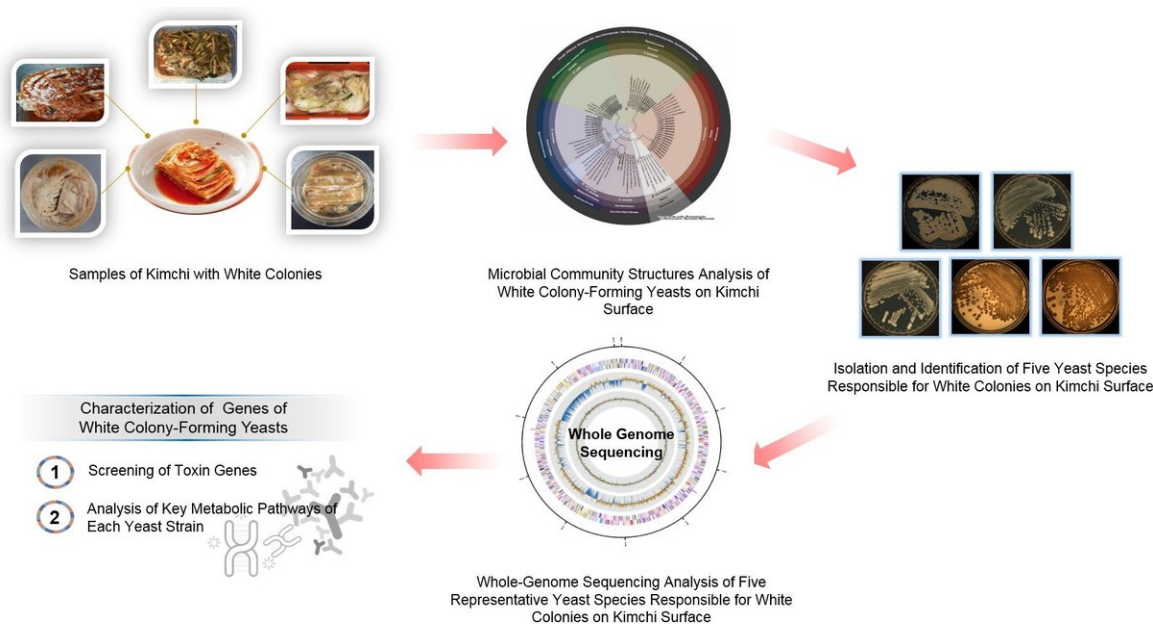 Samples of Kimchi with White Colonies
Microbial Community Structures Analysis of
White Colony-Forming Yeasts on Kimchi
Surface
Isolation and Identification of Five Yeast Species
Responsible for White Colonies on Kimchi Surface
Whole Genome
Sequencing
Whole-Genome Sequencing Analysis of Five
Representative Yeast Species Responsible for White
Colonies on Kimchi Surface
Characterization of Genes of
White Colony-Forming Yeasts
1 Screening of Toxin Genes
2 Analysis of Key Metabolic Pathways of
Each Yeast Strain